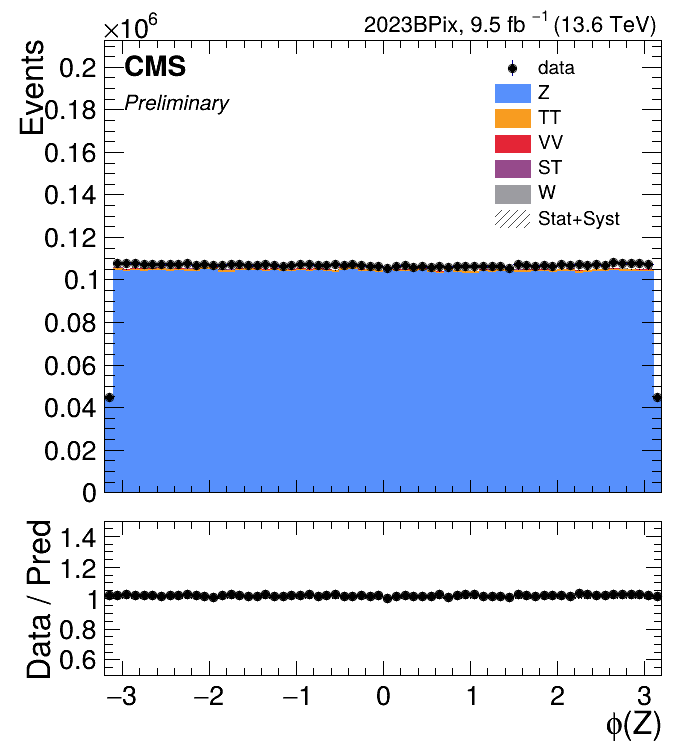 ×10⁶
2023BPix, 9.5 fb⁻¹ (13.6 TeV)
Events
CMS
Preliminary
data
Z
TT
VV
ST
W
Stat+Syst
0.2
0.18
0.16
0.14
0.12
0.1
0.08
0.06
0.04
0.02
0
Data / Pred
1.4
1.2
1
0.8
0.6
−3 −2 −1 0 1 2 3
ϕ(Z)